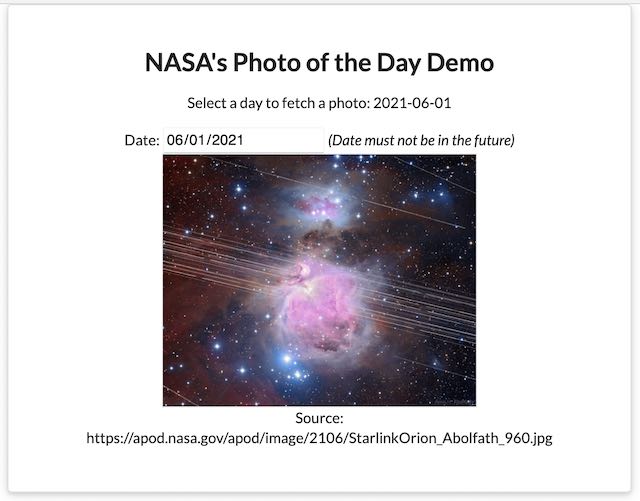 NASA's Photo of the Day Demo
Select a day to fetch a photo: 2021-06-01
Date: 06/01/2021 (Date must not be in the future)
Source:
https://apod.nasa.gov/apod/image/2106/StarlinkOrion_Abolfath_960.jpg